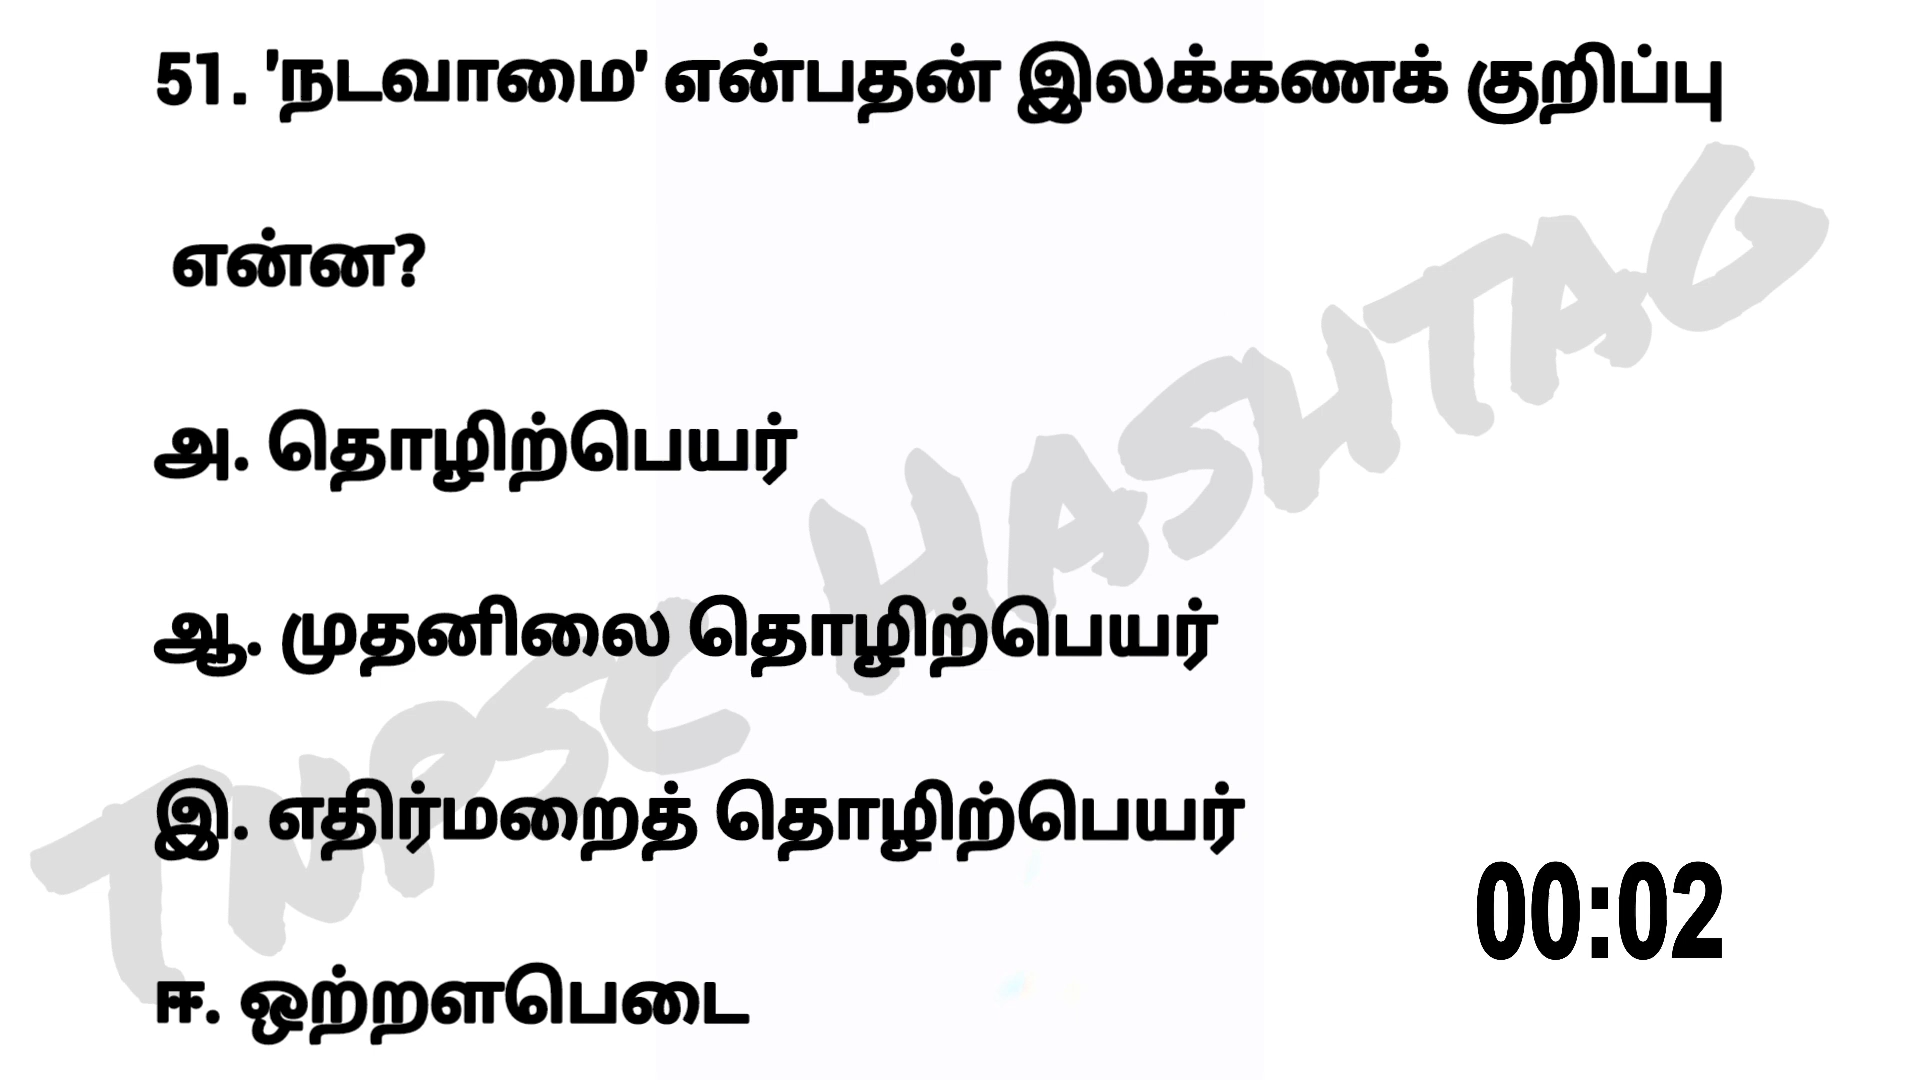 51. 'நடவாமை' என்பதன் இலக்கணக் குறிப்பு
என்ன?
அ. தொழிற்பெயர்
ஆ. முதனிலை தொழிற்பெயர்
இ. எதிர்மறைத் தொழிற்பெயர்
ஈ. ஒற்றளபெடை
00:02
TNPSC HASHTAG